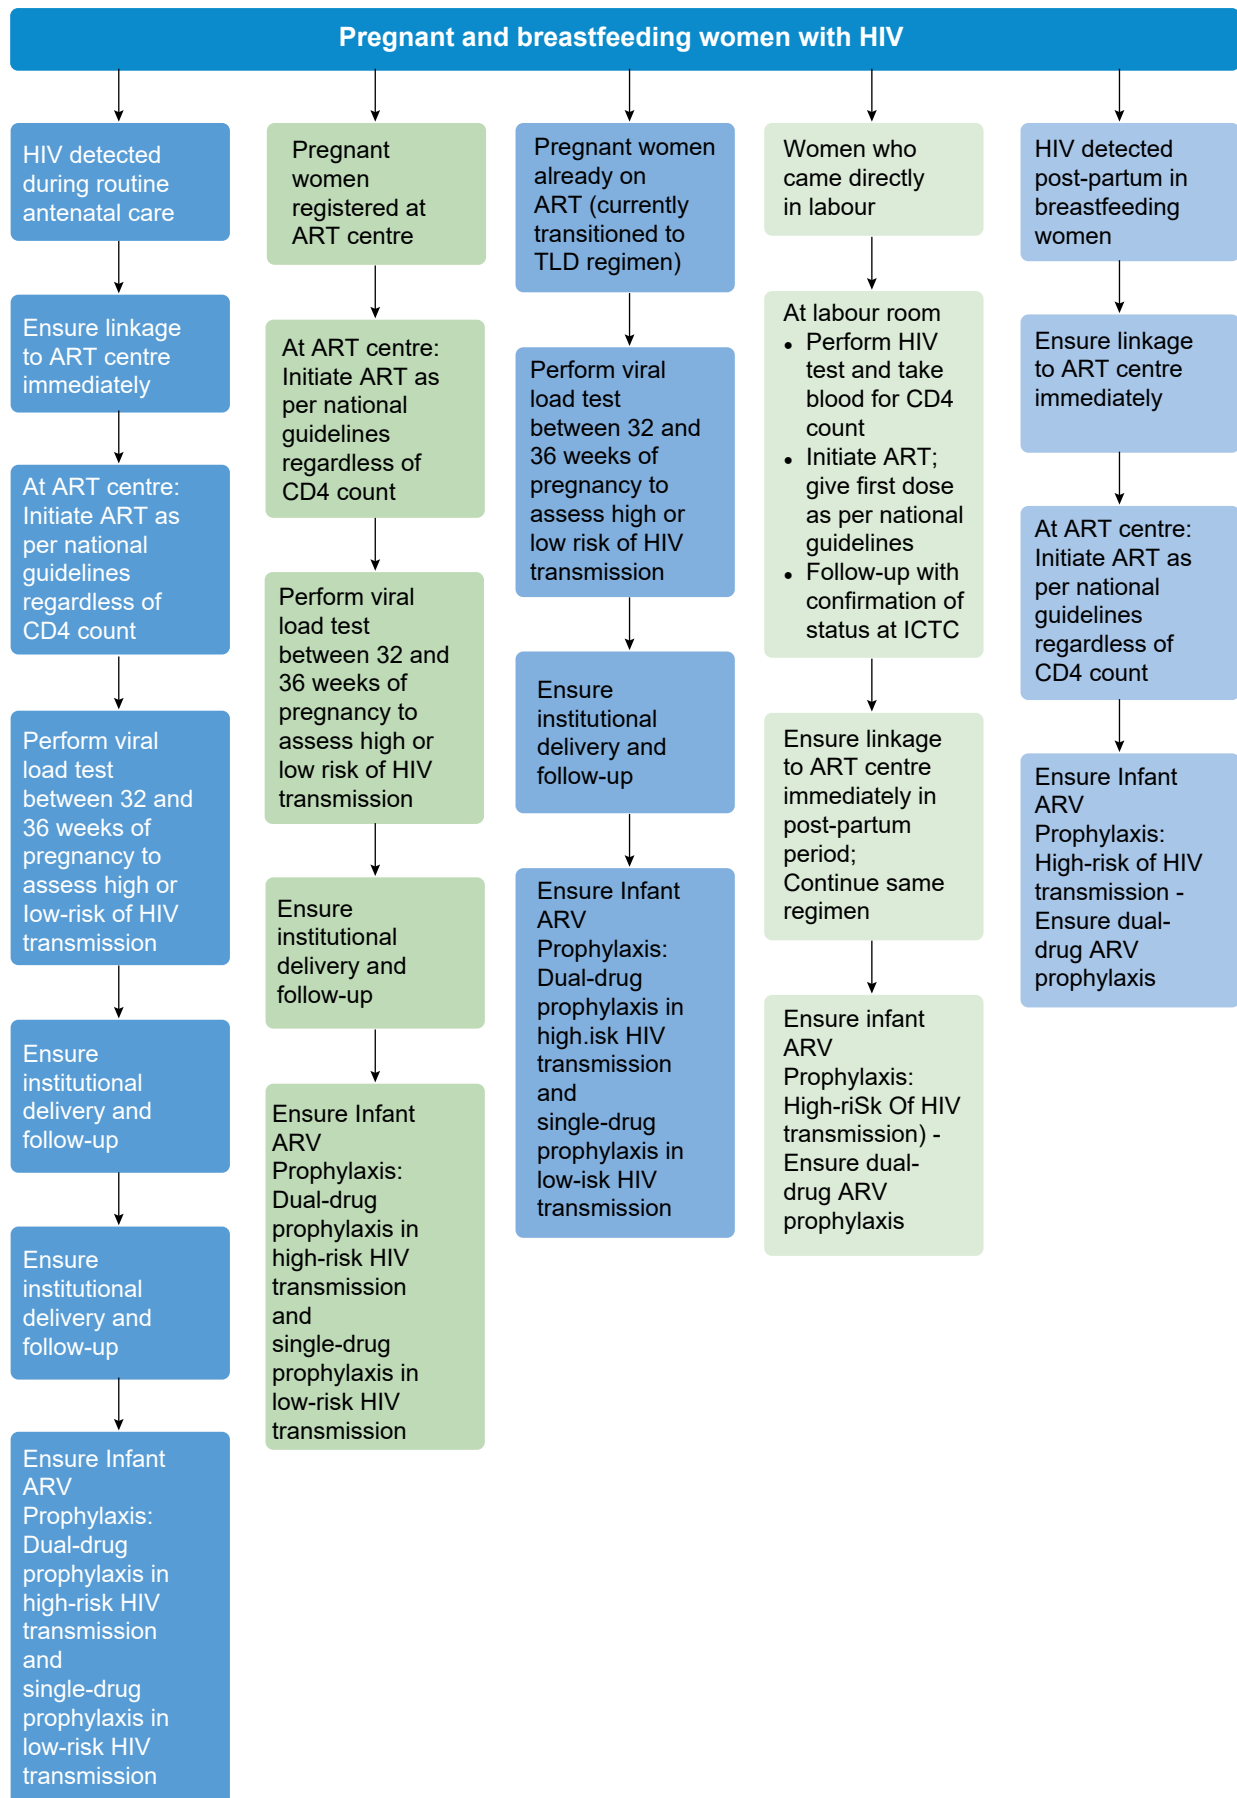 Pregnant and breastfeeding women with HIV
HIV detected
during routine
antenatal care
Ensure linkage
to ART centre
immediately
At ART centre:
Initiate ART as
per national
guidelines
regardless of
CD4 count
Perform viral
load test
between 32 and
36 weeks of
pregnancy to
assess high or
low-risk of HIV
transmission
Ensure
institutional
delivery and
follow-up
Ensure
institutional
delivery and
follow-up
Ensure Infant
ARV
Prophylaxis:
Dual-drug
prophylaxis in
high-risk HIV
transmission
and
single-drug
prophylaxis in
low-risk HIV
transmission
Pregnant
women
registered at
ART centre
At ART centre:
Initiate ART as
per national
guidelines
regardless of
CD4 count
Perform viral
load test
between 32 and
36 weeks of
pregnancy to
assess high or
low risk of HIV
transmission
Ensure
institutional
delivery and
follow-up
Ensure Infant
ARV
Prophylaxis:
Dual-drug
prophylaxis in
high-risk HIV
transmission
and
single-drug
prophylaxis in
low-risk HIV
transmission
Pregnant women
already on
ART (currently
transitioned to
TLD regimen)
Perform viral
load test
between 32 and
36 weeks of
pregnancy to
assess high or
low risk of HIV
transmission
Ensure
institutional
delivery and
follow-up
Ensure Infant
ARV
Prophylaxis:
Dual-drug
prophylaxis in
high.isk HIV
transmission
and
single-drug
prophylaxis in
low-isk HIV
transmission
Women who
came directly
in labour
At labour room
• Perform HIV
test and take
blood for CD4
count
• Initiate ART;
give first dose
as per national
guidelines
• Follow-up with
confirmation of
status at ICTC
Ensure linkage
to ART centre
immediately in
post-partum
period;
Continue same
regimen
Ensure infant
ARV
Prophylaxis:
High-riSk Of HIV
transmission) -
Ensure dual-
drug ARV
prophylaxis
HIV detected
post-partum in
breastfeeding
women
Ensure linkage
to ART centre
immediately
At ART centre:
Initiate ART as
per national
guidelines
regardless of
CD4 count
Ensure Infant
ARV
Prophylaxis:
High-risk of HIV
transmission -
Ensure dual-
drug ARV
prophylaxis